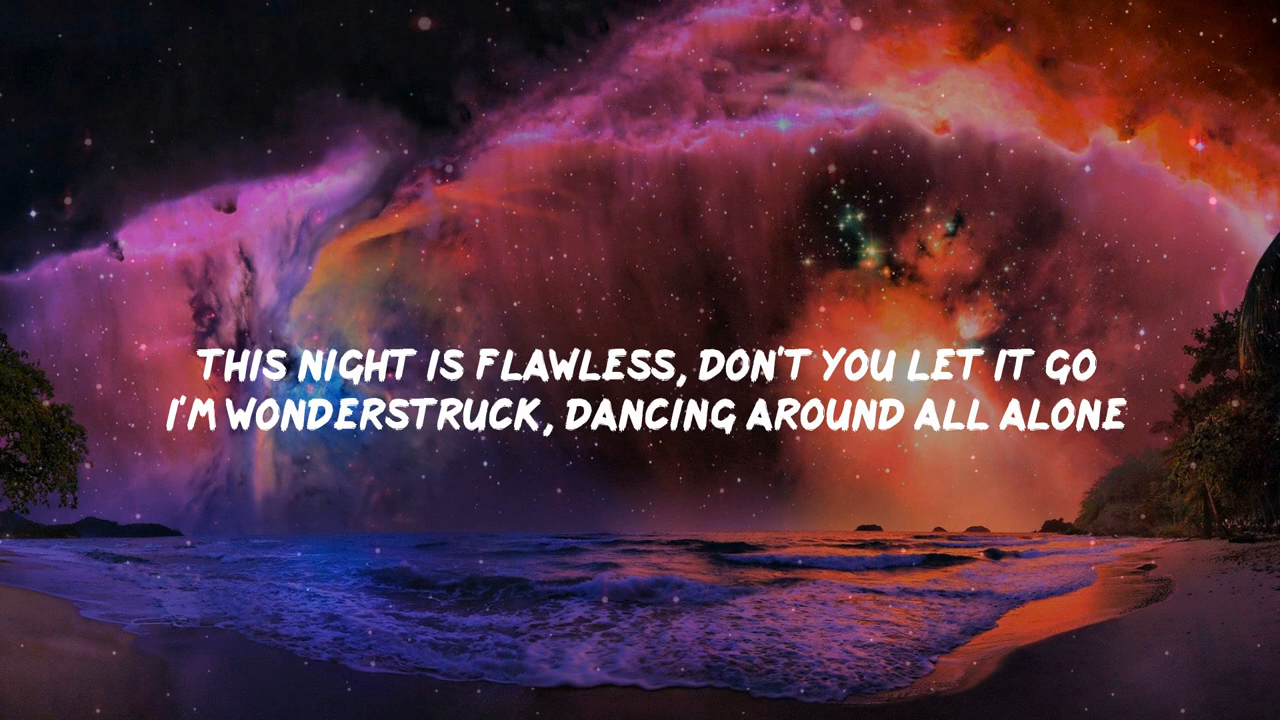 THIS NIGHT IS FLAWLESS, DON'T YOU LET IT GO
I'M WONDERSTRUCK, DANCING AROUND ALL ALONE